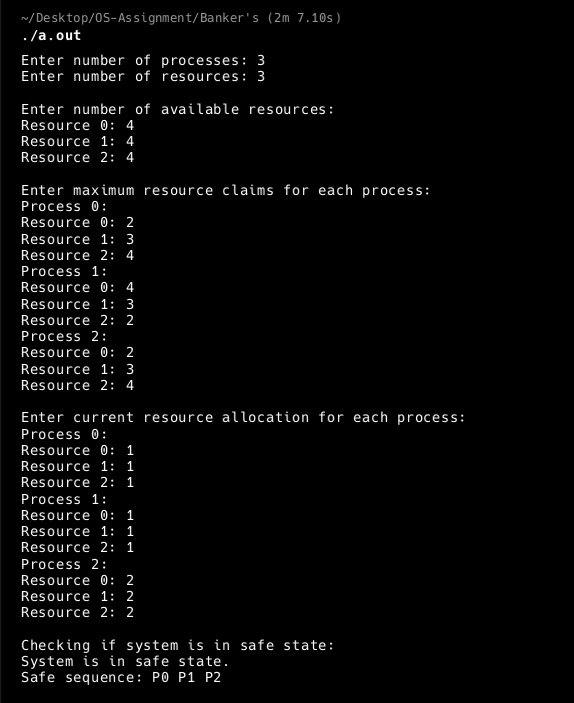 ~/Desktop/OS-Assignment/Banker's (2m 7.10s)
./a.out
Enter number of processes: 3
Enter number of resources: 3
Enter number of available resources:
Resource 0: 4
Resource 1: 4
Resource 2: 4
Enter maximum resource claims for each process:
Process 0:
Resource 0: 2
Resource 1: 3
Resource 2: 4
Process 1:
Resource 0: 4
Resource 1: 3
Resource 2: 2
Process 2:
Resource 0: 2
Resource 1: 3
Resource 2: 4
Enter current resource allocation for each process:
Process 0:
Resource 0: 1
Resource 1: 1
Resource 2: 1
Process 1:
Resource 0: 1
Resource 1: 1
Resource 2: 1
Process 2:
Resource 0: 2
Resource 1: 2
Resource 2: 2
Checking if system is in safe state:
System is in safe state.
Safe sequence: P0 P1 P2